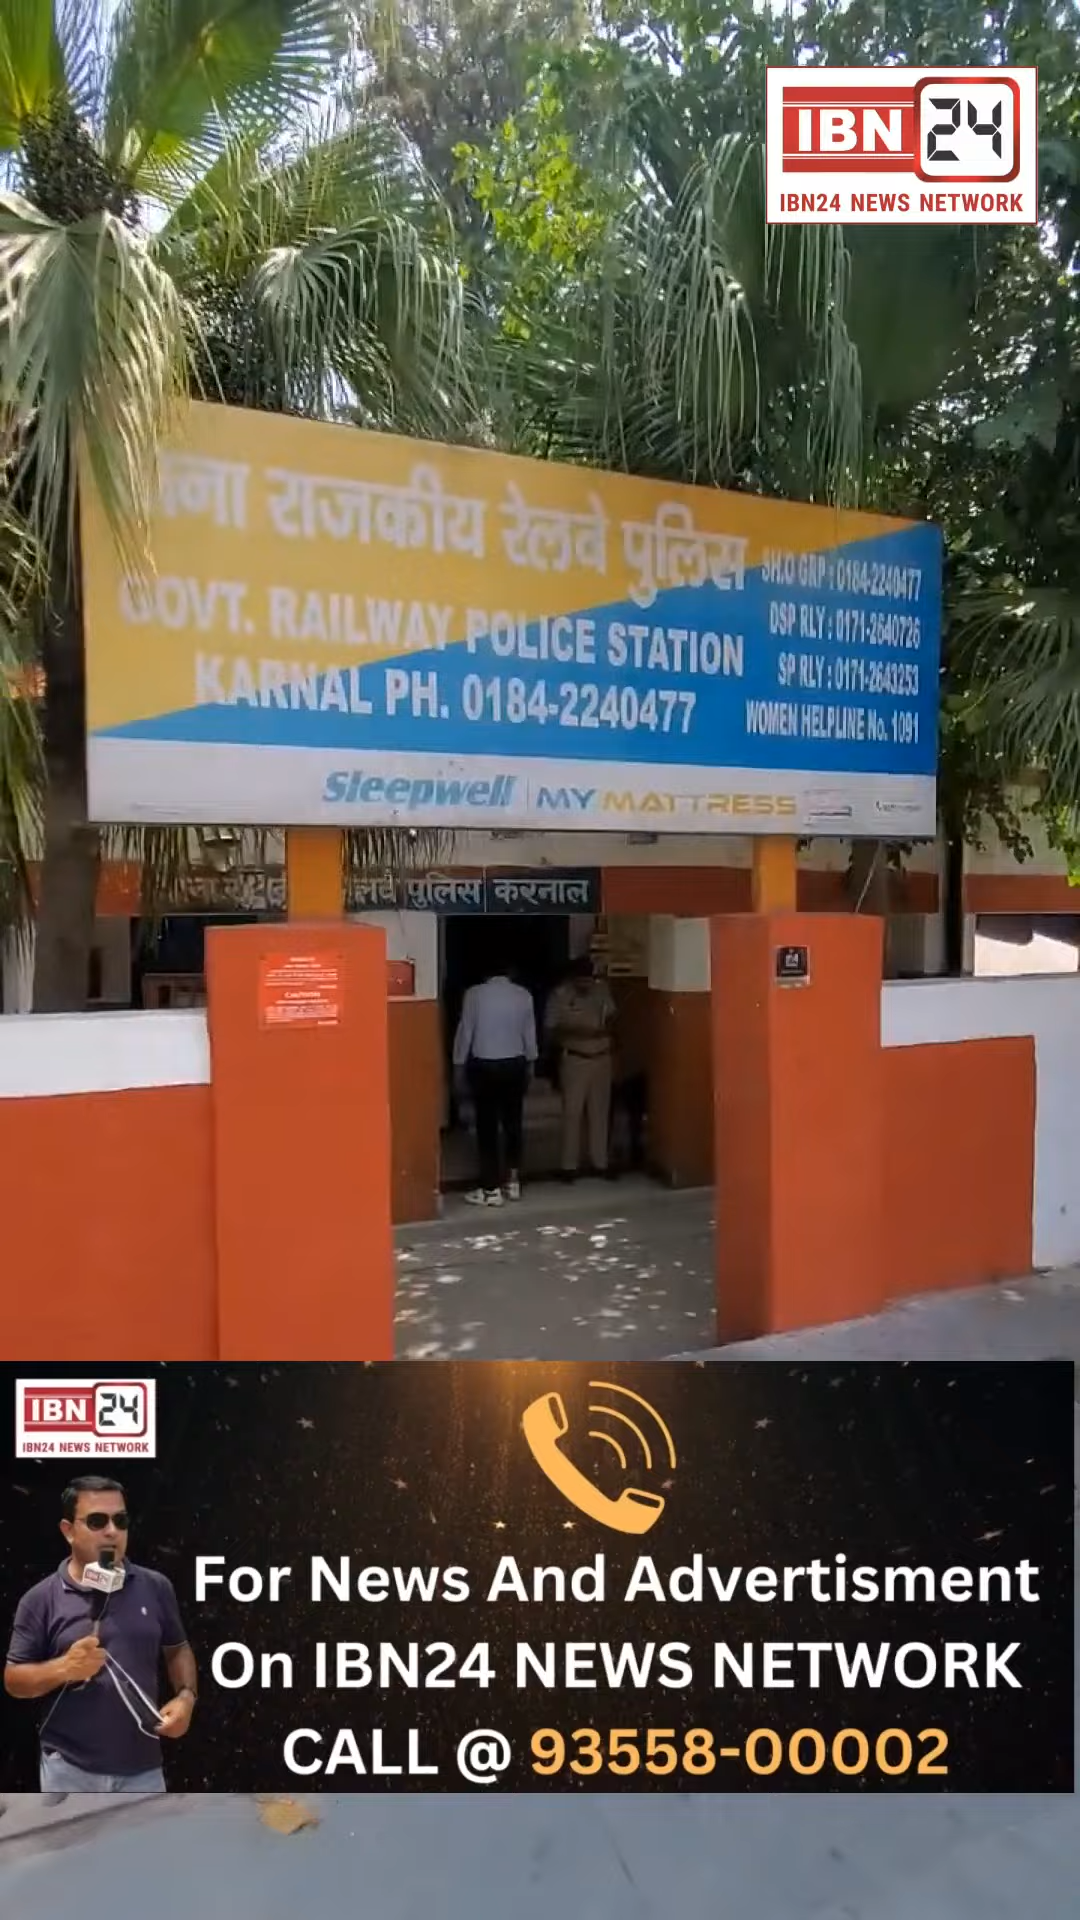 IBN 24
IBN24 NEWS NETWORK
राजकीय रेलवे पुलिस
GOVT. RAILWAY POLICE STATION
KARNAL PH. 0184-2240477
SH.O GRP : 0184-2240477
DSP RLY : 0171-2640726
SP RLY : 0171-2643253
WOMEN HELPLINE No. 1091
Sleepwell | MY MATTRESS
पुलिस करनाल
IBN 24
IBN24 NEWS NETWORK
For News And Advertisment
On IBN24 NEWS NETWORK
CALL @ 93558-00002